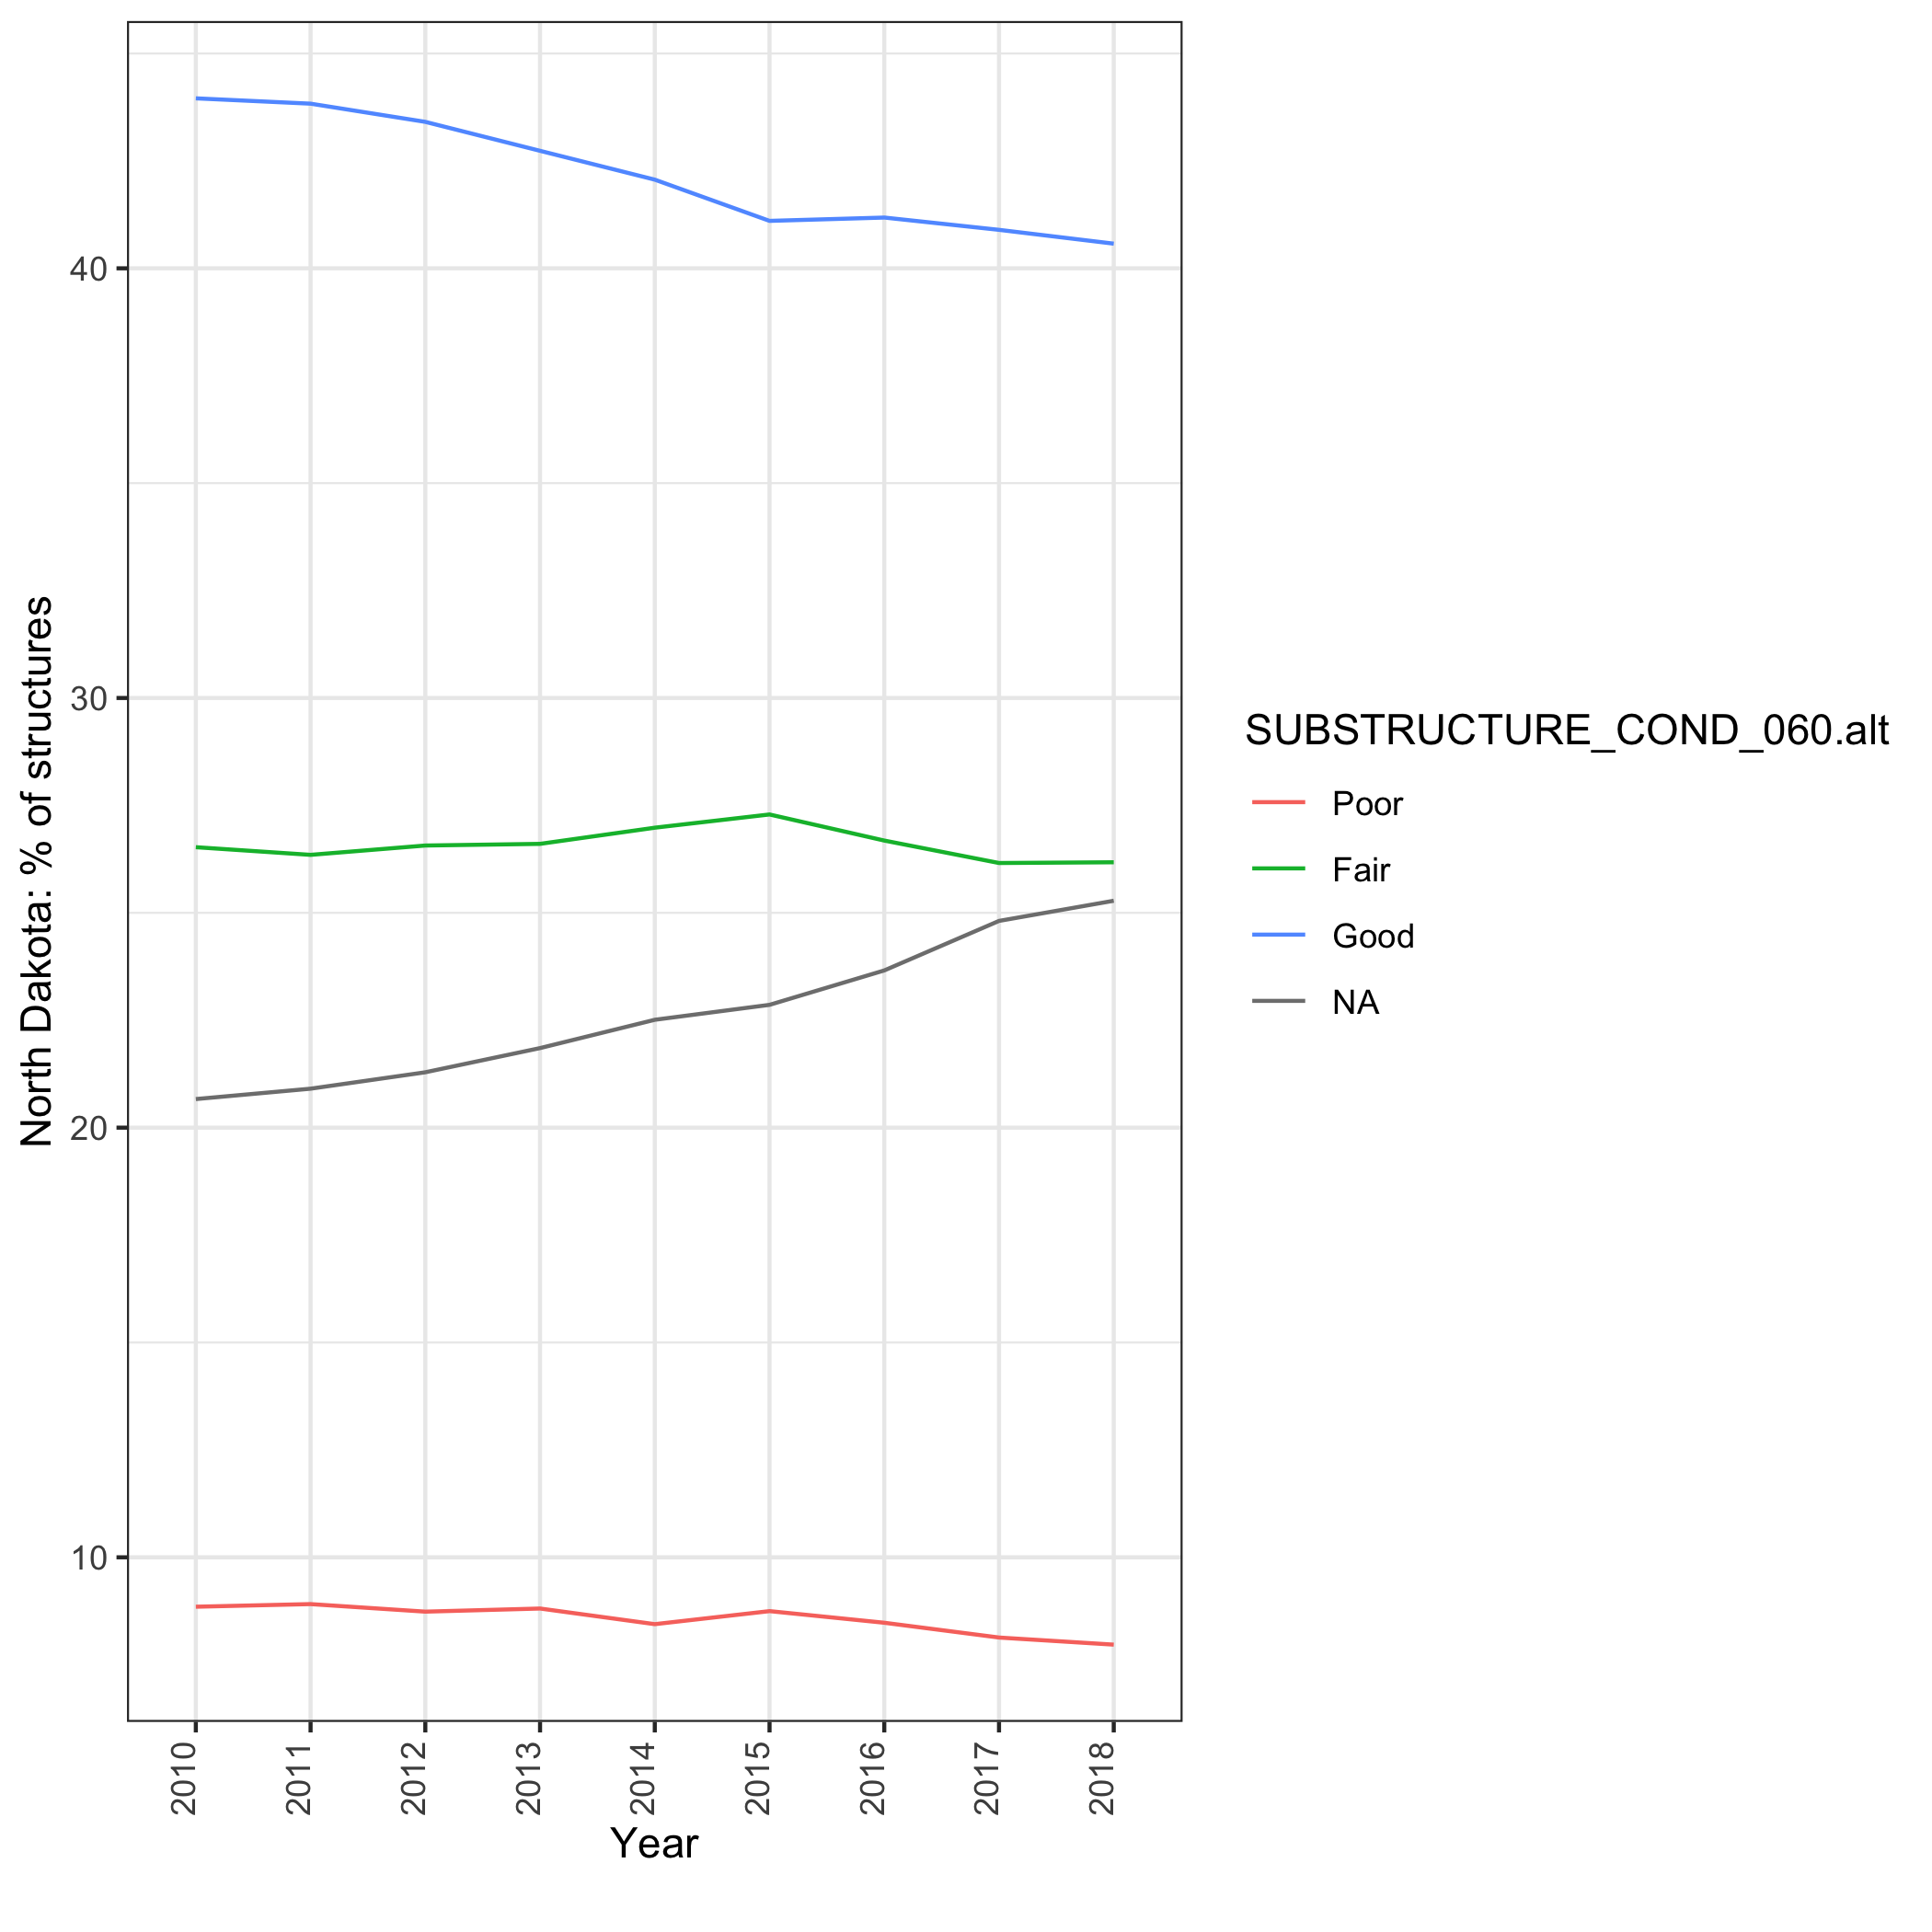 North Dakota: % of structures
40
30
20
10
2010
2011
2012
2013
2014
2015
2016
2017
2018
Year
SUBSTRUCTURE_COND_060.alt
Poor
Fair
Good
NA